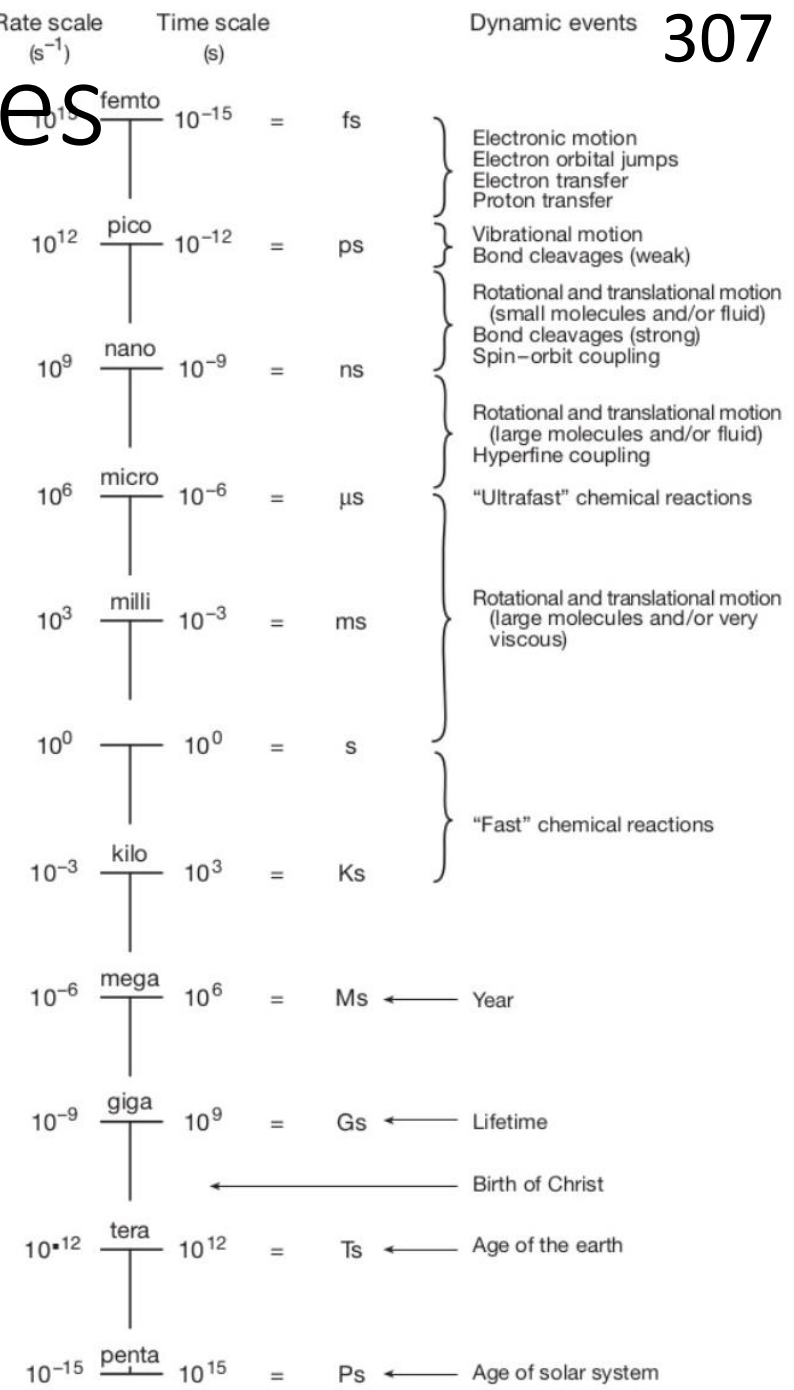 Rate scale Time scale Dynamic events 307
(s⁻¹) (s)
es
femto
10¹⁵ 10⁻¹⁵ = fs
Electronic motion
Electron orbital jumps
Electron transfer
Proton transfer
pico
10¹² 10⁻¹² = ps
Vibrational motion
Bond cleavages (weak)
Rotational and translational motion
(small molecules and/or fluid)
Bond cleavages (strong)
Spin–orbit coupling
nano
10⁹ 10⁻⁹ = ns
Rotational and translational motion
(large molecules and/or fluid)
Hyperfine coupling
micro
10⁶ 10⁻⁶ = μs "Ultrafast" chemical reactions
milli
10³ 10⁻³ = ms
Rotational and translational motion
(large molecules and/or very
viscous)
10⁰ 10⁰ = s
"Fast" chemical reactions
kilo
10⁻³ 10³ = Ks
mega
10⁻⁶ 10⁶ = Ms Year
giga
10⁻⁹ 10⁹ = Gs Lifetime
Birth of Christ
tera
10▪12 10¹² = Ts Age of the earth
penta
10⁻¹⁵ 10¹⁵ = Ps Age of solar system